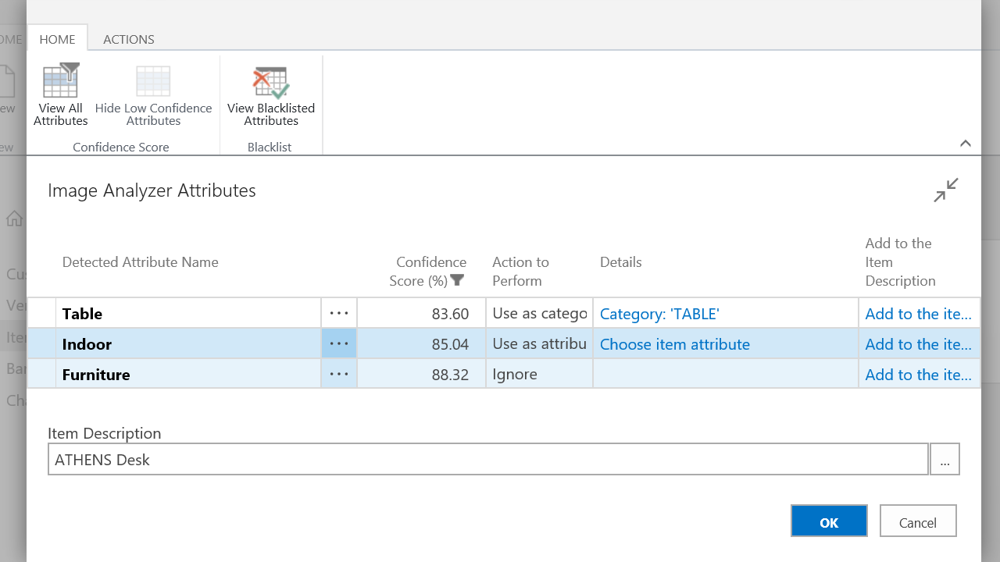 OME
HOME
ACTIONS
ew
View All
Attributes
Hide Low Confidence
Attributes
View Blacklisted
Attributes
ew
Confidence Score
Blacklist
Image Analyzer Attributes
Detected Attribute Name
Confidence
Score (%)
Action to
Perform
Details
Add to the
Item
Description
Table
...
83.60
Use as catego
Category: 'TABLE'
Add to the ite...
Indoor
...
85.04
Use as attribu
Choose item attribute
Add to the ite...
Furniture
...
88.32
Ignore
Add to the ite...
Cus
Ven
Ite
Ban
Cha
Item Description
ATHENS Desk
...
OK
Cancel